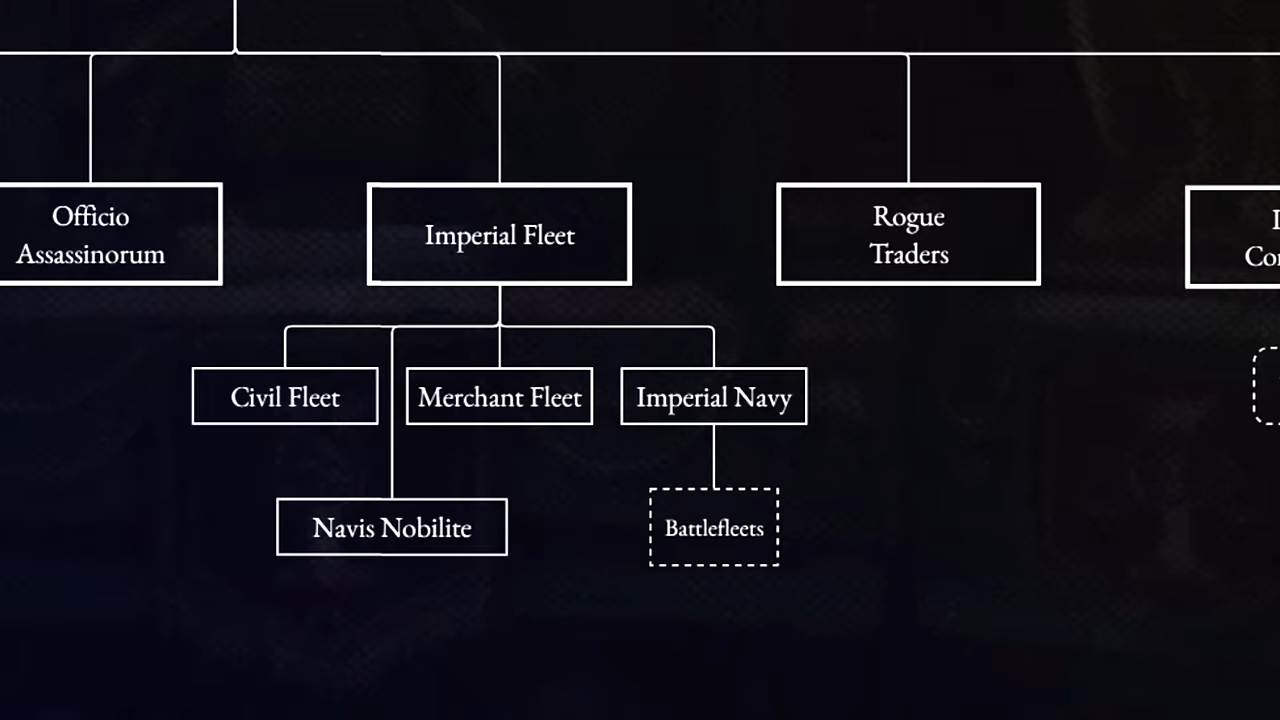 Officio
Assassinorum
Imperial Fleet
Rogue
Traders
Civil Fleet
Merchant Fleet
Imperial Navy
Navis Nobilite
Battlefleets